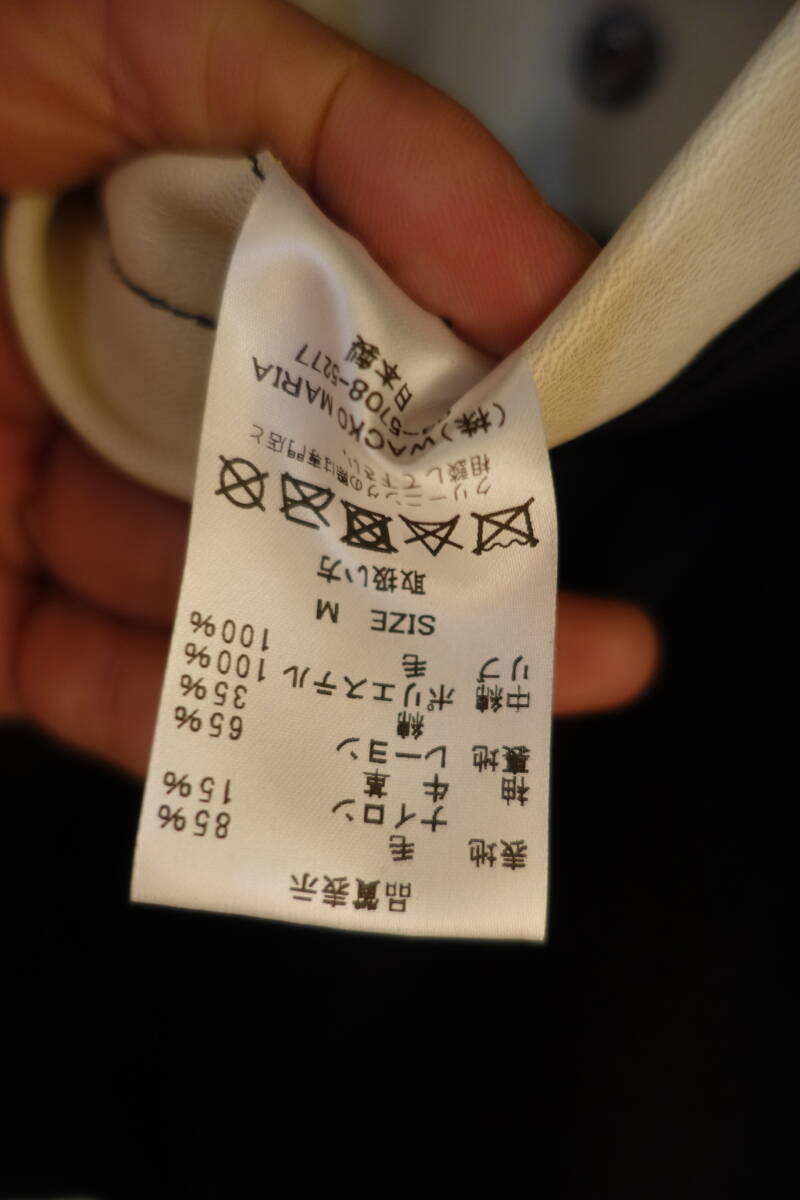 品質表示
表地 毛 85%
ナイロン 15%
袖 牛革
裏地 レーヨン 65%
綿 35%
中綿 ポリエステル 100%
リブ 毛 100%
SIZE M
取扱い方
クリーニングの際は専門店と
相談して下さい。
(株)WACKO MARIA
-5708-5277
日本製